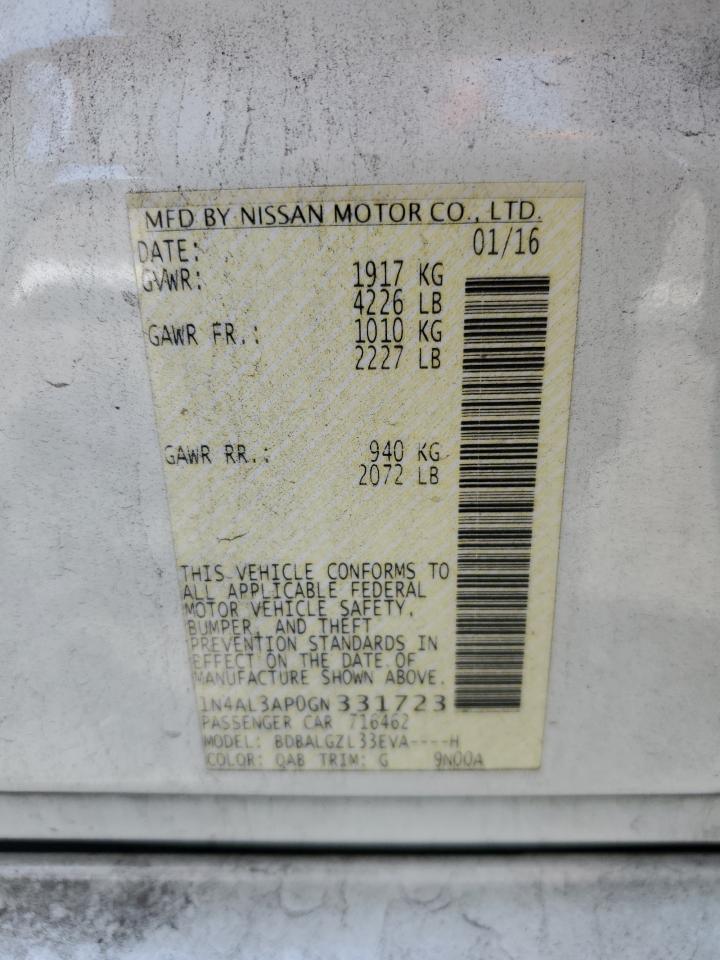 MFD BY NISSAN MOTOR CO., LTD.
DATE: 01/16
GVWR: 1917 KG
4226 LB
GAWR FR.: 1010 KG
2227 LB
GAWR RR.: 940 KG
2072 LB
THIS VEHICLE CONFORMS TO
ALL APPLICABLE FEDERAL
MOTOR VEHICLE SAFETY,
BUMPER, AND THEFT
PREVENTION STANDARDS IN
EFFECT ON THE DATE OF
MANUFACTURE SHOWN ABOVE.
1N4AL3AP0GN 331723
PASSENGER CAR 716462
MODEL: BDBALGZL33EVA----H
COLOR: QAB TRIM: G 9N00A